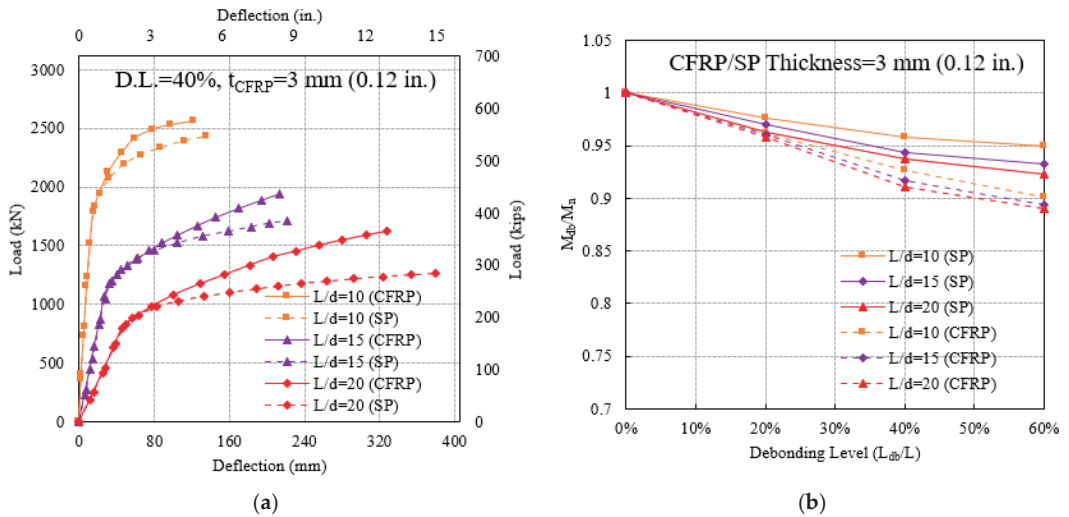 Deflection (in.)
0 3 6 9 12 15
D.L.=40%, tCFRP=3 mm (0.12 in.)
3000
2500
2000
1500
1000
500
0
Load (kN)
700
600
500
400
300
200
100
0
Load (kips)
L/d=10 (CFRP)
L/d=10 (SP)
L/d=15 (CFRP)
L/d=15 (SP)
L/d=20 (CFRP)
L/d=20 (SP)
0 80 160 240 320 400
Deflection (mm)
(a)
CFRP/SP Thickness=3 mm (0.12 in.)
1.05
1
0.95
0.9
0.85
0.8
0.75
0.7
Mdb/Mn
L/d=10 (SP)
L/d=15 (SP)
L/d=20 (SP)
L/d=10 (CFRP)
L/d=15 (CFRP)
L/d=20 (CFRP)
0% 10% 20% 30% 40% 50% 60%
Debonding Level (Ldb/L)
(b)